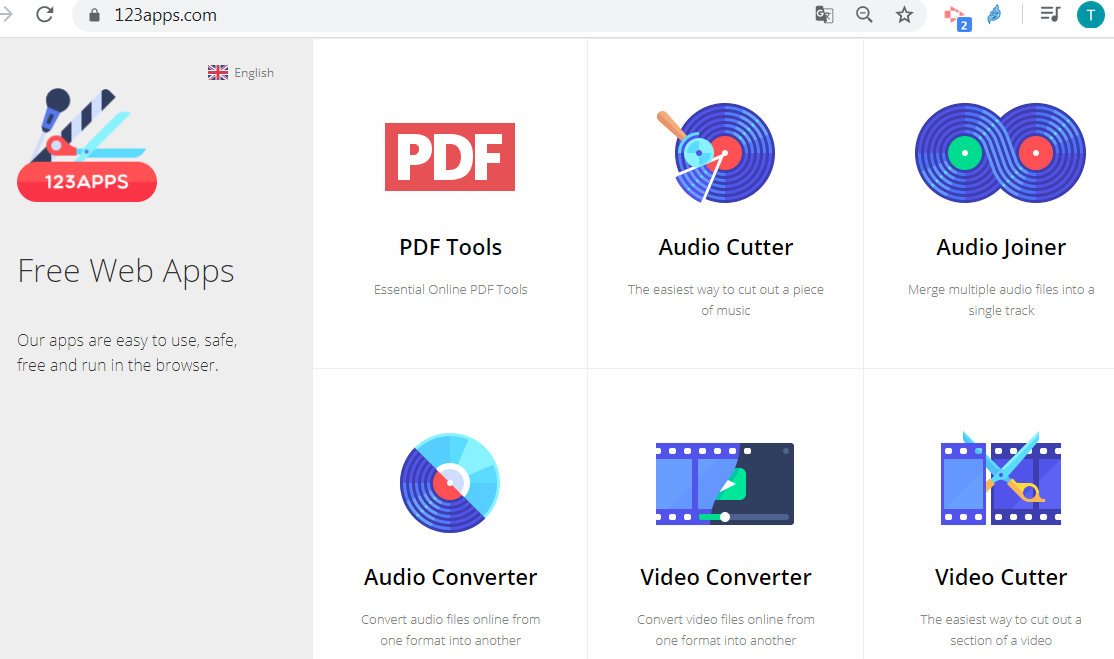 123apps.com
2
T
English
123APPS
Free Web Apps
Our apps are easy to use, safe,
free and run in the browser.
PDF
PDF Tools
Essential Online PDF Tools
Audio Cutter
The easiest way to cut out a piece
of music
Audio Joiner
Merge multiple audio files into a
single track
Audio Converter
Convert audio files online from
one format into another
Video Converter
Convert video files online from
one format into another
Video Cutter
The easiest way to cut out a
section of a video